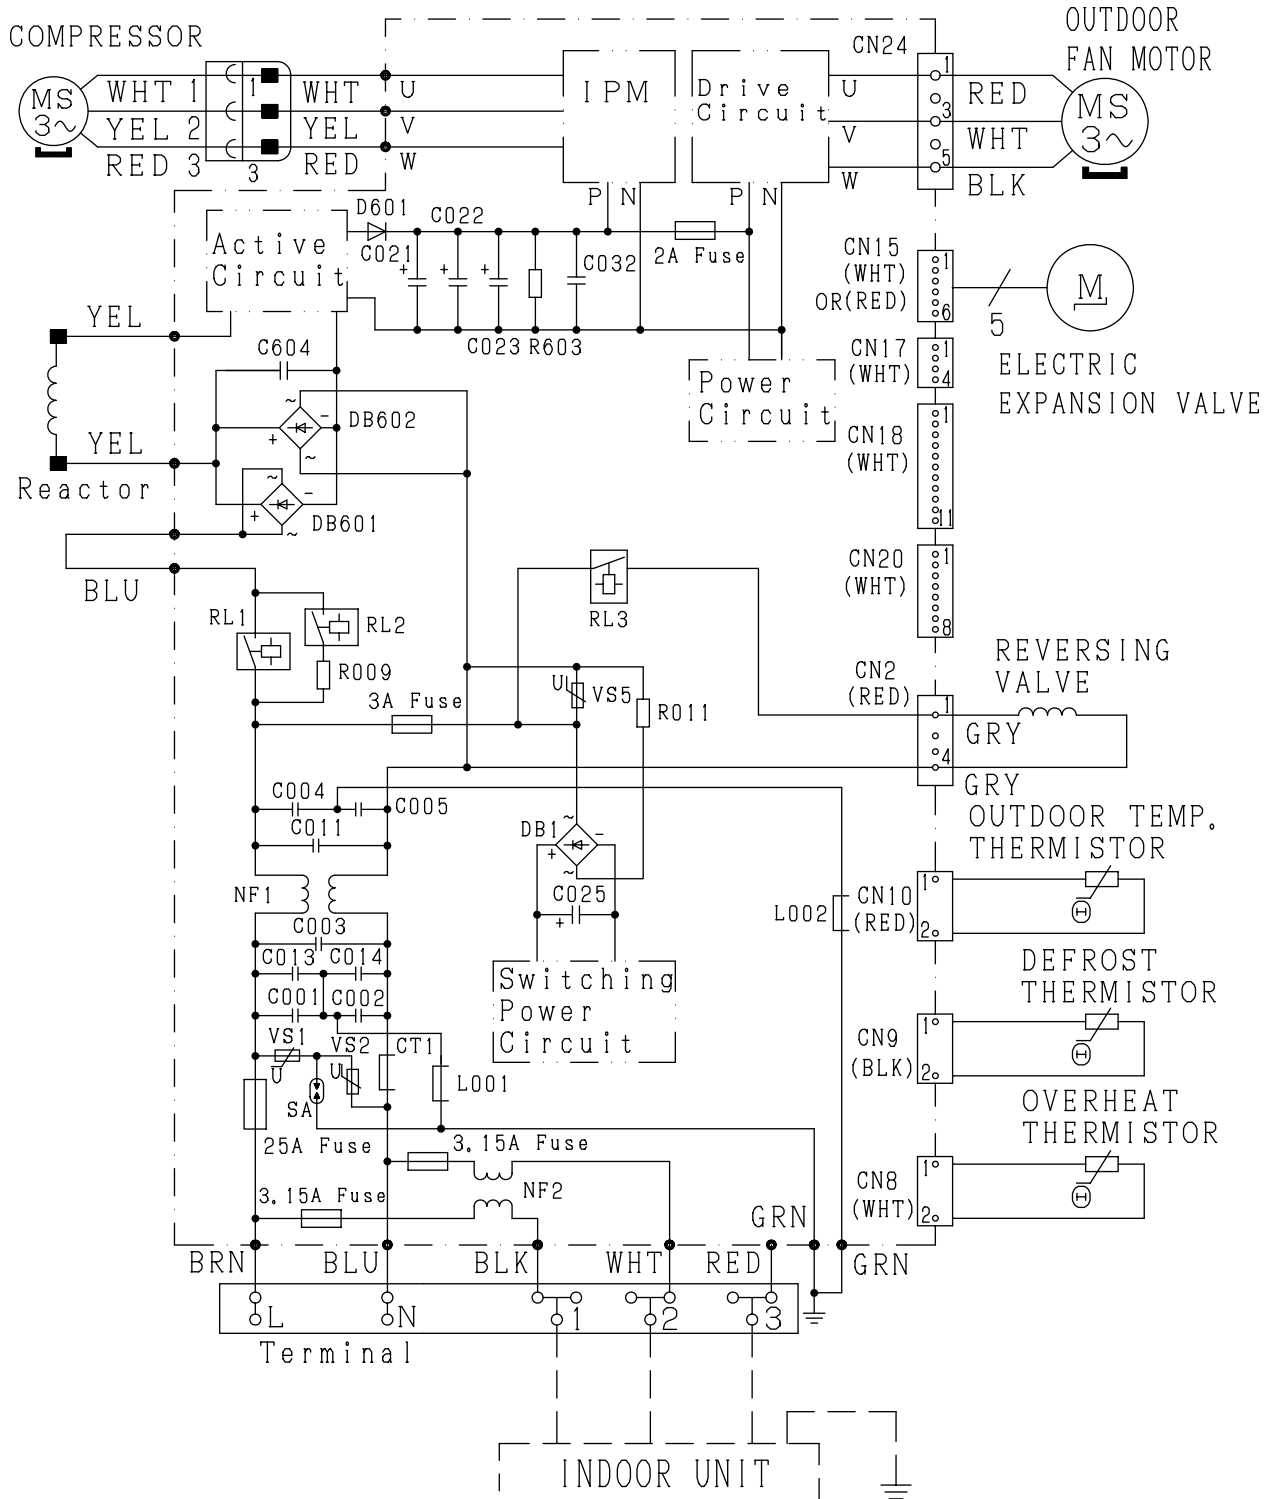 COMPRESSOR
MS
3~
WHT 1
YEL 2
RED 3
1
3
WHT
YEL
RED
U
V
W
IPM
P N
Drive
Circuit
P N
U
V
W
CN24
1
3
5
RED
WHT
BLK
OUTDOOR
FAN MOTOR
MS
3~
Active
Circuit
D601
C021
C022
+
+
+
C023
R603
C032
2A Fuse
Power
Circuit
CN15
(WHT)
OR(RED)
1
6
5
M
ELECTRIC
EXPANSION VALVE
CN17
(WHT)
1
4
CN18
(WHT)
1
11
CN20
(WHT)
1
8
YEL
YEL
Reactor
C604
~
-
+
~
DB602
~
-
+
~
DB601
BLU
RL1
RL2
R009
3A Fuse
RL3
U
VS5
R011
CN2
(RED)
1
4
REVERSING
VALVE
GRY
GRY
C004
C005
C011
NF1
C003
C013
C014
C001
C002
VS1
U
VS2
U
SA
CT1
L001
25A Fuse
DB1
~
-
+
~
C025
+
Switching
Power
Circuit
L002
OUTDOOR TEMP.
THERMISTOR
CN10
(RED)
1
2
Θ
DEFROST
THERMISTOR
CN9
(BLK)
1
2
Θ
OVERHEAT
THERMISTOR
CN8
(WHT)
1
2
Θ
3.15A Fuse
3.15A Fuse
NF2
BRN
BLU
BLK
WHT
RED
GRN
GRN
L
N
1
2
3
Terminal
INDOOR UNIT